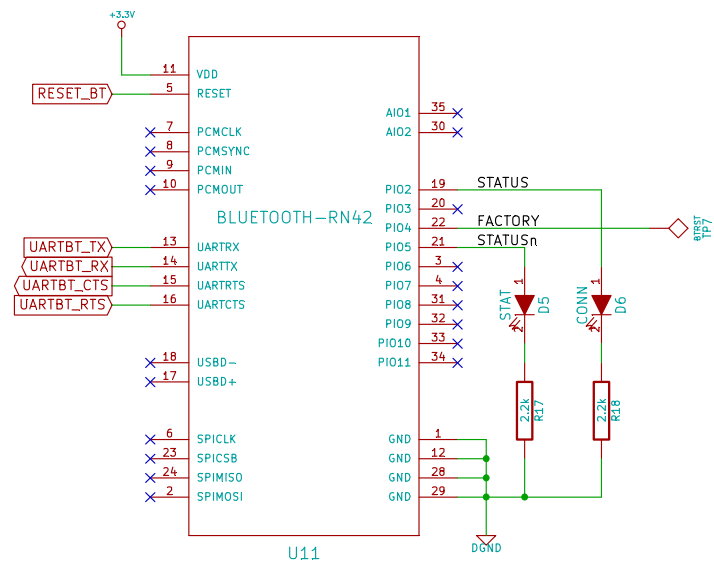 +3.3V
11 VDD
RESET_BT 5 RESET
AIO1 35
7 PCMCLK AIO2 30
8 PCMSYNC
9 PCMIN
10 PCMOUT PIO2 19 STATUS
PIO3 20
BLUETOOTH-RN42
PIO4 22 FACTORY BTRST TP7
UARTBT_TX 13 UARTRX PIO5 21 STATUSn
UARTBT_RX 14 UARTTX PIO6 3
UARTBT_CTS 15 UARTRTS PIO7 4
UARTBT_RTS 16 UARTCTS PIO8 31
1 STAT D5 2
1 CONN D6 2
PIO9 32
PIO10 33
18 USBD- PIO11 34
17 USBD+
2.2k R17
2.2k R18
6 SPICLK GND 1
23 SPICSB GND 12
24 SPIMISO GND 28
2 SPIMOSI GND 29
DGND
U11